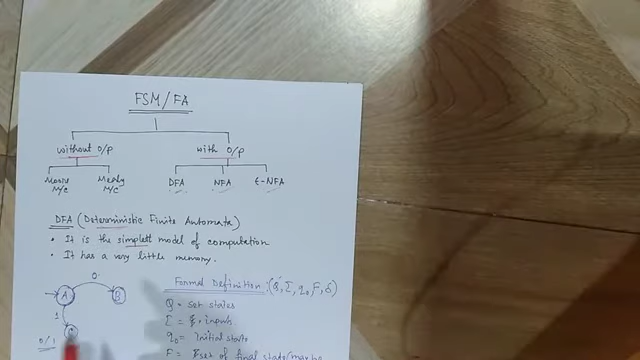 FSM/FA
without O/P
with O/P
Moore M/C
Mealy M/C
DFA
NFA
ε-NFA
DFA (Deterministic Finite Automata)
• It is the simplest model of computation
• It has a very little memory.
Formal Definition: (Q, Σ, q0, F, δ)
A
0
B
1
0/1
Q = set states
Σ = inputs
q0 = Initial state
F = set of final state/maybe